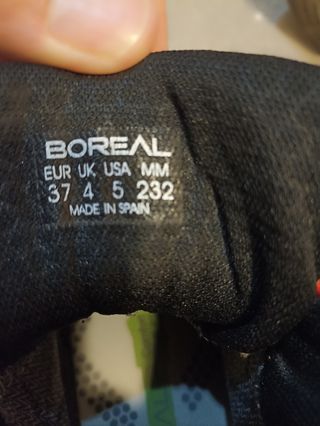 BOREAL
EUR UK USA MM
37 4 5 232
MADE IN SPAIN